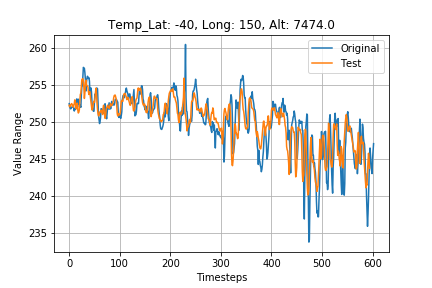 Temp_Lat: -40, Long: 150, Alt: 7474.0
Original
Test
260
255
250
245
240
235
Value Range
0 100 200 300 400 500 600
Timesteps